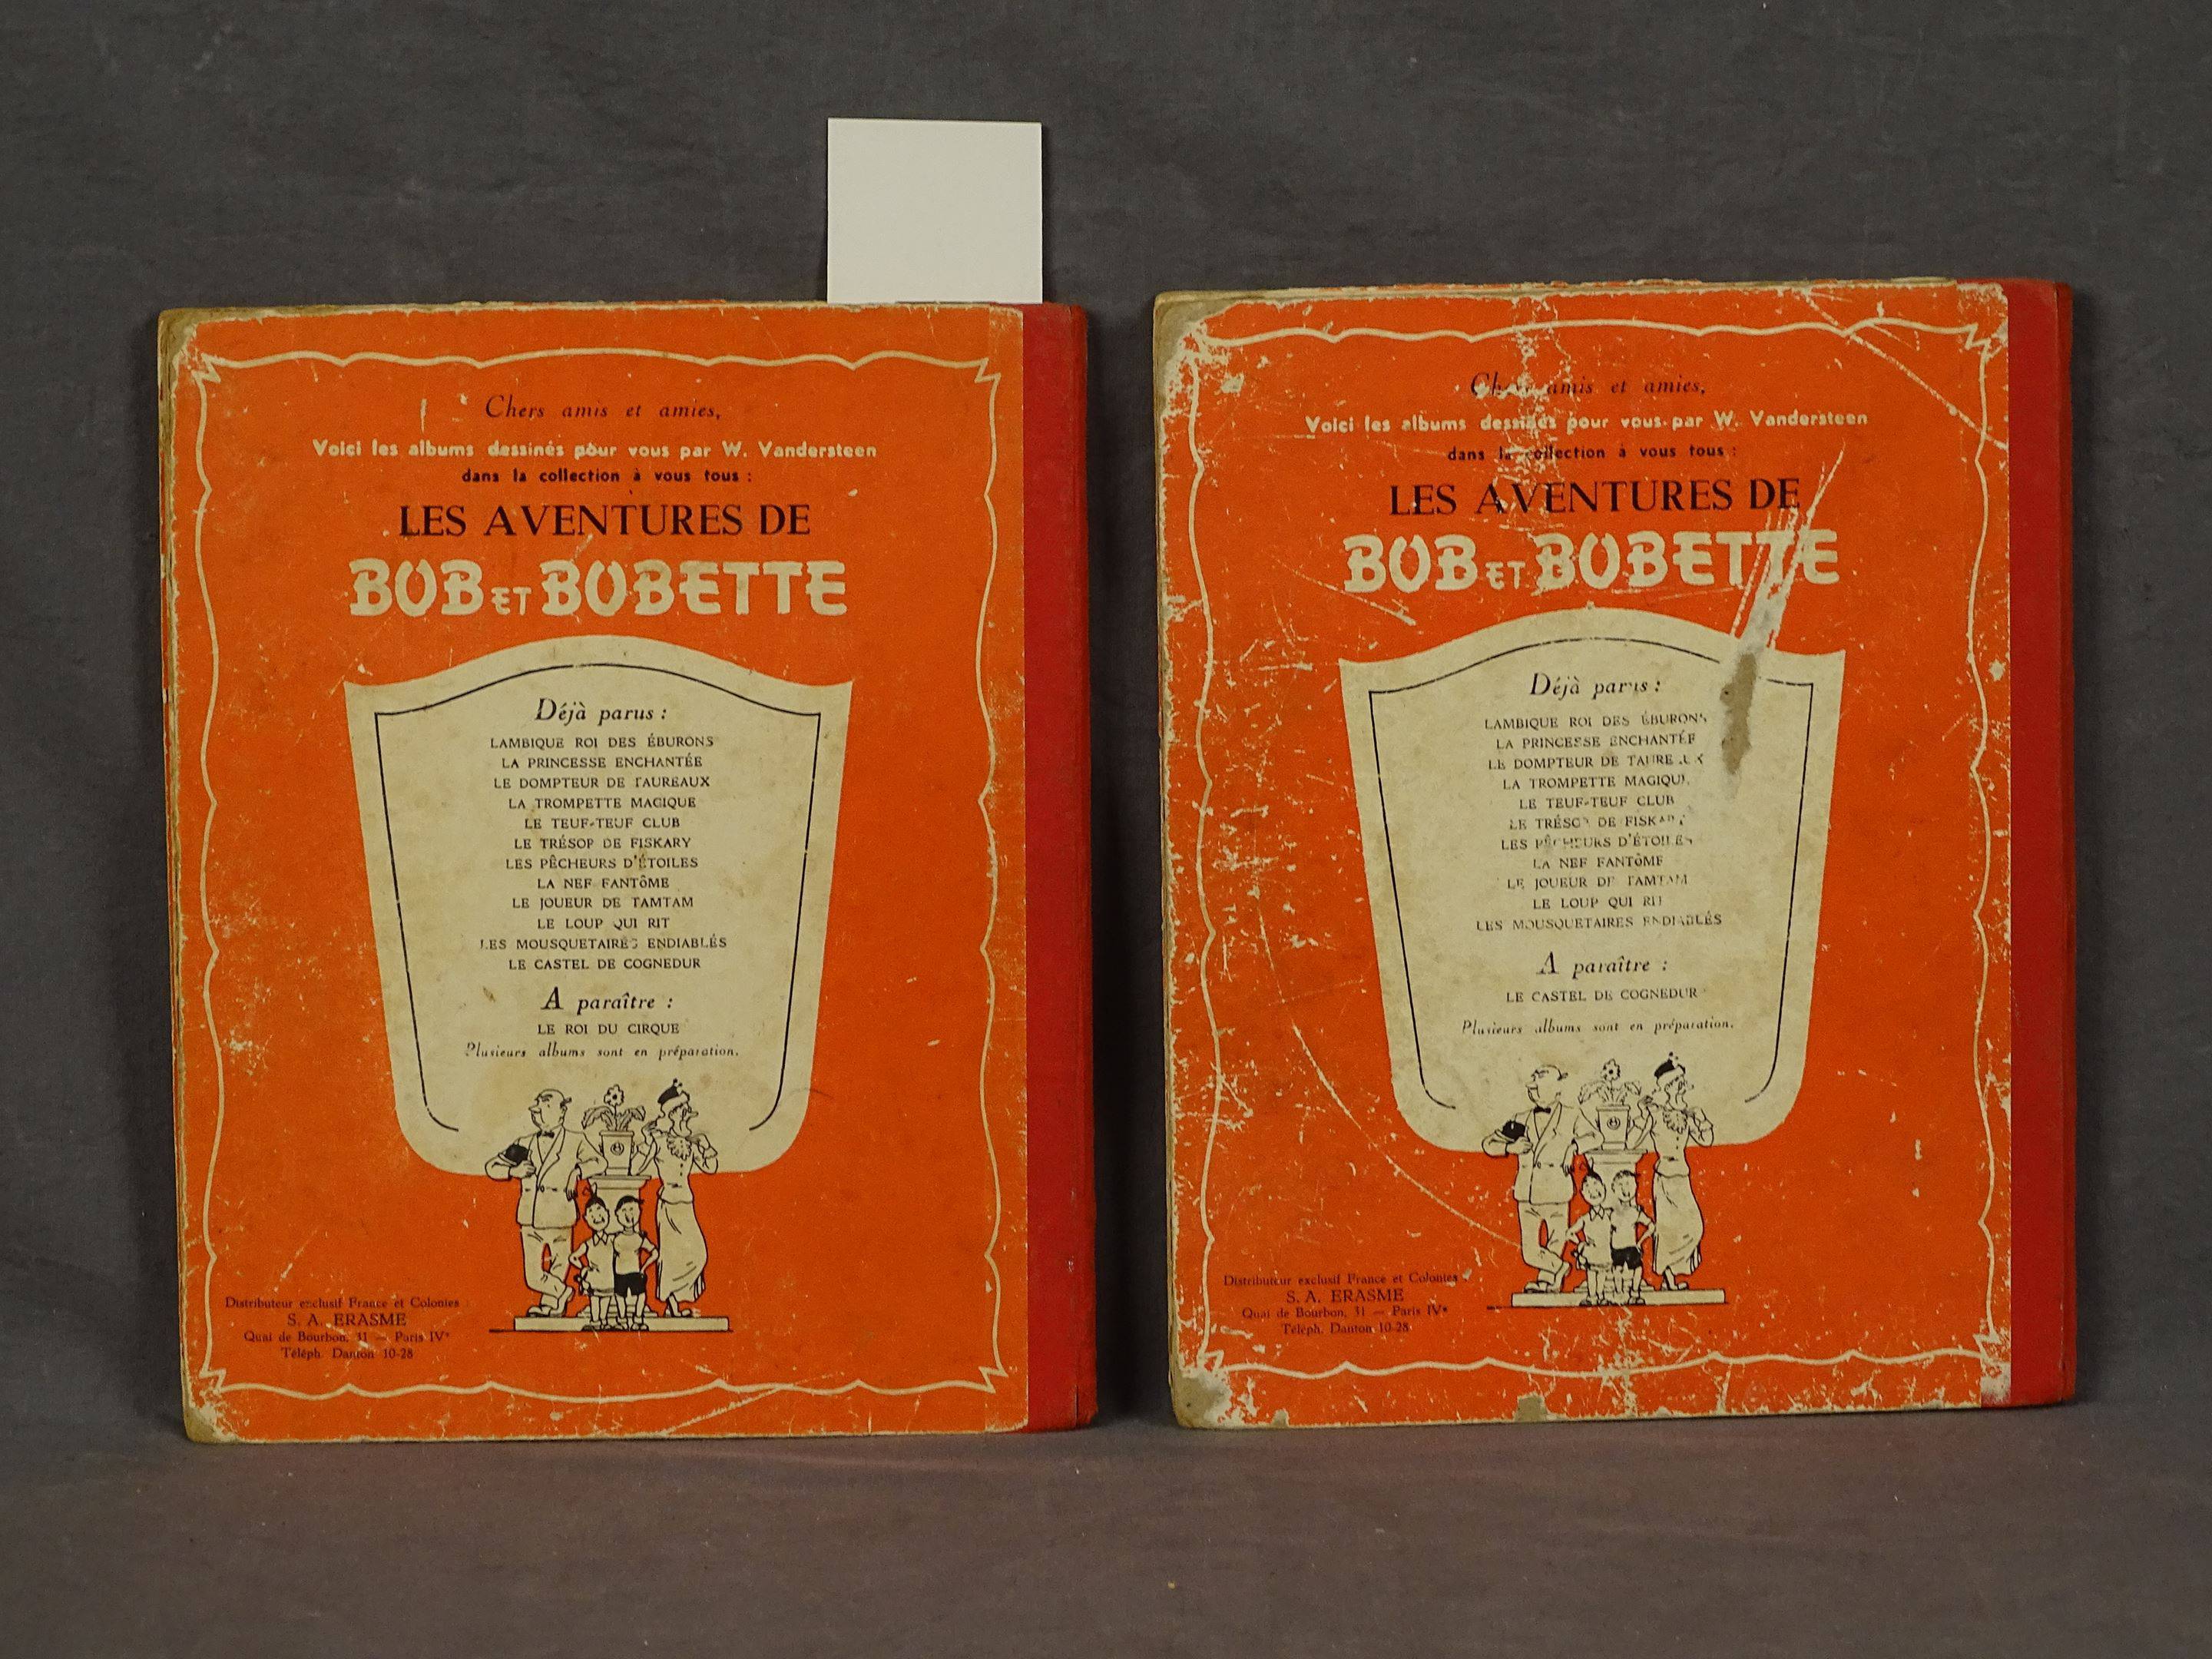 Chers amis et amies,
Voici les albums dessinés pour vous par W. Vandersteen
dans la collection à vous tous :
LES AVENTURES DE
BOB ET BOBETTE
Déjà parus :
LAMBIQUE ROI DES ÉBURONS
LA PRINCESSE ENCHANTÉE
LE DOMPTEUR DE TAUREAUX
LA TROMPETTE MAGIQUE
LE TEUF-TEUF CLUB
LE TRÉSOR DE FISKARY
LES PÊCHEURS D'ÉTOILES
LA NEF FANTÔME
LE JOUEUR DE TAMTAM
LE LOUP QUI RIT
LES MOUSQUETAIRES ENDIABLÉS
LE CASTEL DE COGNEDUR
A paraître :
LE ROI DU CIRQUE
Plusieurs albums sont en préparation.
Distributeur exclusif France et Colonies
S. A. ERASME
Quai de Bourbon, 31 — Paris IVe
Téléph. Danton 10-28
Chers amis et amies,
Voici les albums dessinés pour vous par W. Vandersteen
dans la collection à vous tous :
LES AVENTURES DE
BOB ET BOBETTE
Déjà parus :
LAMBIQUE ROI DES ÉBURONS
LA PRINCESSE ENCHANTÉE
LE DOMPTEUR DE TAUREAUX
LA TROMPETTE MAGIQUE
LE TEUF-TEUF CLUB
LE TRÉSOR DE FISKARY
LES PÊCHEURS D'ÉTOILES
LA NEF FANTÔME
LE JOUEUR DE TAMTAM
LE LOUP QUI RIT
LES MOUSQUETAIRES ENDIABLÉS
A paraître :
LE CASTEL DE COGNEDUR
Plusieurs albums sont en préparation.
Distributeur exclusif France et Colonies
S. A. ERASME
Quai de Bourbon, 31 — Paris IVe
Téléph. Danton 10-28